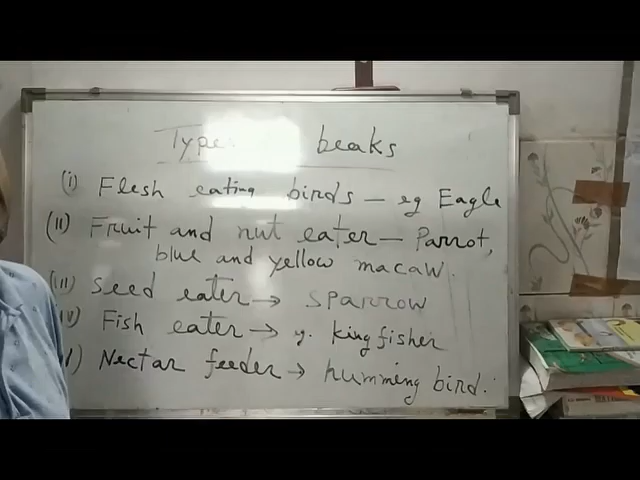 Type beaks
(i) Flesh eating birds – eg Eagle
(II) Fruit and nut eater – Parrot,
blue and yellow macaw.
(III) Seed eater → Sparrow
IV) Fish eater → eg. kingfisher
V) Nectar feeder → humming bird.